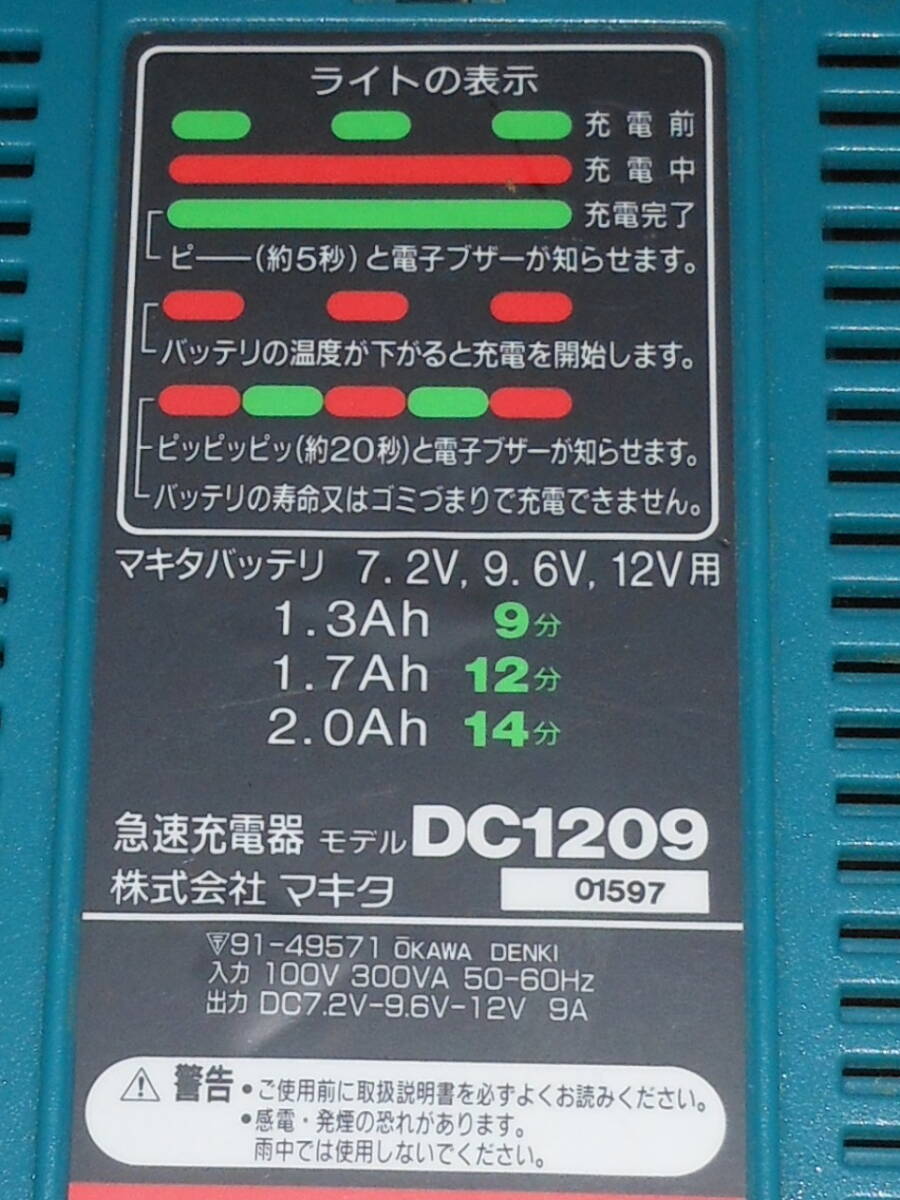 ライトの表示
充電前
充電中
充電完了
ピー――(約5秒)と電子ブザーが知らせます。
バッテリの温度が下がると充電を開始します。
ピッピッピッ(約20秒)と電子ブザーが知らせます。
バッテリの寿命又はゴミづまりで充電できません。
マキタバッテリ 7.2V, 9.6V, 12V用
1.3Ah 9分
1.7Ah 12分
2.0Ah 14分
急速充電器 モデル DC1209
株式会社 マキタ 01597
91-49571 ŌKAWA DENKI
入力 100V 300VA 50-60Hz
出力 DC7.2V-9.6V-12V 9A
警告 •ご使用前に取扱説明書を必ずよくお読みください。
•感電・発煙の恐れがあります。
雨中では使用しないでください。